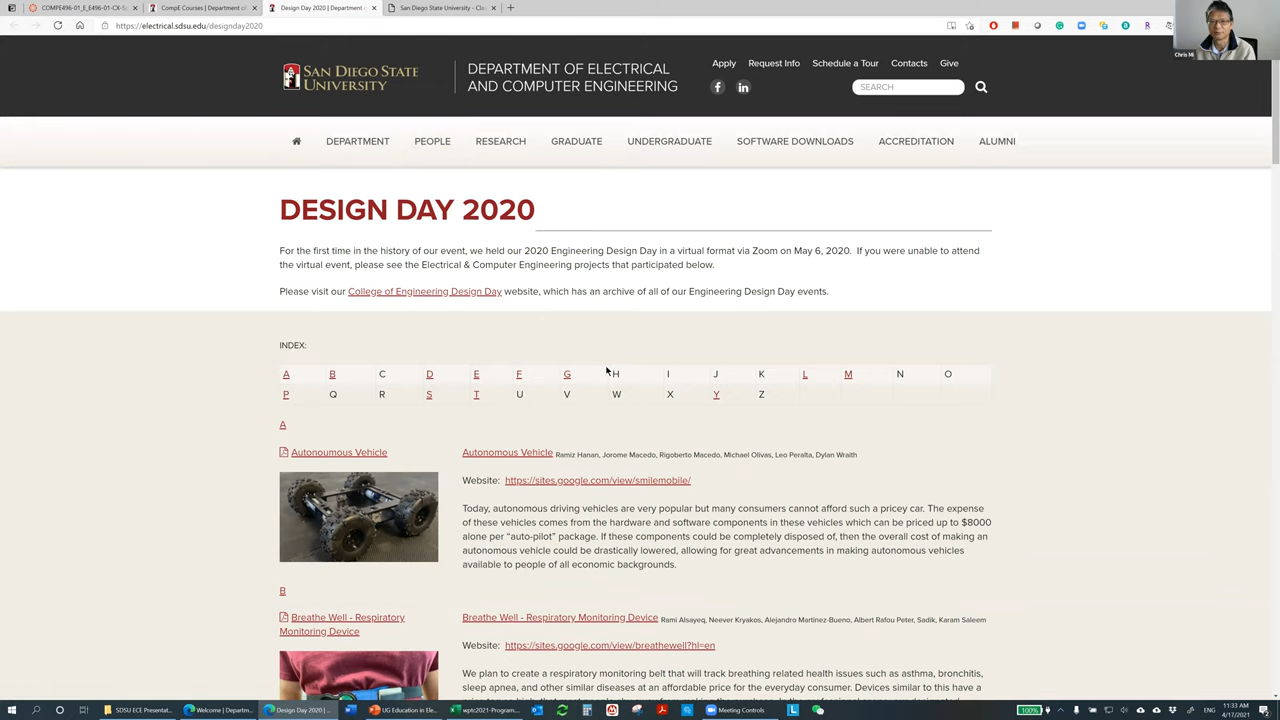 COMPE496-01_E_E496-01-CX-Sp
CompE Courses | Department of
Design Day 2020 | Department o
San Diego State University - Cla
https://electrical.sdsu.edu/designday2020
Chris Mi
SAN DIEGO STATE
UNIVERSITY
DEPARTMENT OF ELECTRICAL
AND COMPUTER ENGINEERING
Apply Request Info Schedule a Tour Contacts Give
SEARCH
DEPARTMENT PEOPLE RESEARCH GRADUATE UNDERGRADUATE SOFTWARE DOWNLOADS ACCREDITATION ALUMNI
DESIGN DAY 2020
For the first time in the history of our event, we held our 2020 Engineering Design Day in a virtual format via Zoom on May 6, 2020. If you were unable to attend
the virtual event, please see the Electrical & Computer Engineering projects that participated below.
Please visit our College of Engineering Design Day website, which has an archive of all of our Engineering Design Day events.
INDEX:
A B C D E F G H I J K L M N O
P Q R S T U V W X Y Z
A
Autonoumous Vehicle
Autonomous Vehicle Ramiz Hanan, Jorome Macedo, Rigoberto Macedo, Michael Olivas, Leo Peralta, Dylan Wraith
Website: https://sites.google.com/view/smilemobile/
Today, autonomous driving vehicles are very popular but many consumers cannot afford such a pricey car. The expense
of these vehicles comes from the hardware and software components in these vehicles which can be priced up to $8000
alone per “auto-pilot” package. If these components could be completely disposed of, then the overall cost of making an
autonomous vehicle could be drastically lowered, allowing for great advancements in making autonomous vehicles
available to people of all economic backgrounds.
B
Breathe Well - Respiratory
Monitoring Device
Breathe Well - Respiratory Monitoring Device Rami Alsayeq, Neever Kryakos, Alejandro Martinez-Bueno, Albert Rafou Peter, Sadik, Karam Saleem
Website: https://sites.google.com/view/breathewell?hl=en
We plan to create a respiratory monitoring belt that will track breathing related health issues such as asthma, bronchitis,
sleep apnea, and other similar diseases at an affordable price for the everyday consumer. Devices similar to this have a
SDSU ECE Presentat...
Welcome | Departm...
Design Day 2020 | ...
UG Education in Ele...
wptc2021-Program...
Meeting Controls
100%
ENG
11:33 AM
4/17/2021